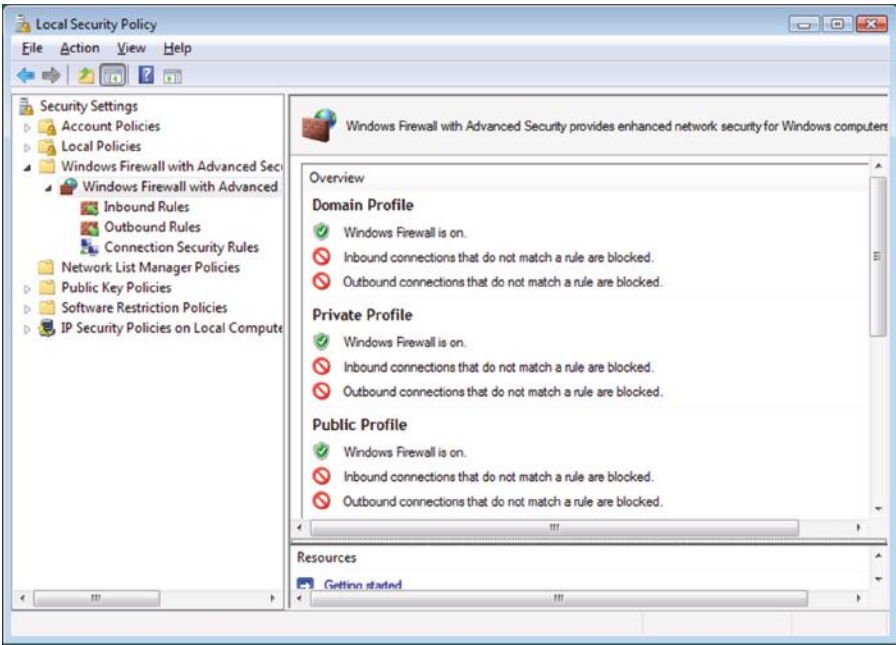 Local Security Policy
File Action View Help
Security Settings
Account Policies
Local Policies
Windows Firewall with Advanced Secu
Windows Firewall with Advanced
Inbound Rules
Outbound Rules
Connection Security Rules
Network List Manager Policies
Public Key Policies
Software Restriction Policies
IP Security Policies on Local Compute
Windows Firewall with Advanced Security provides enhanced network security for Windows computers
Overview
Domain Profile
Windows Firewall is on.
Inbound connections that do not match a rule are blocked.
Outbound connections that do not match a rule are blocked.
Private Profile
Windows Firewall is on.
Inbound connections that do not match a rule are blocked.
Outbound connections that do not match a rule are blocked.
Public Profile
Windows Firewall is on.
Inbound connections that do not match a rule are blocked.
Outbound connections that do not match a rule are blocked.
Resources
Getting started